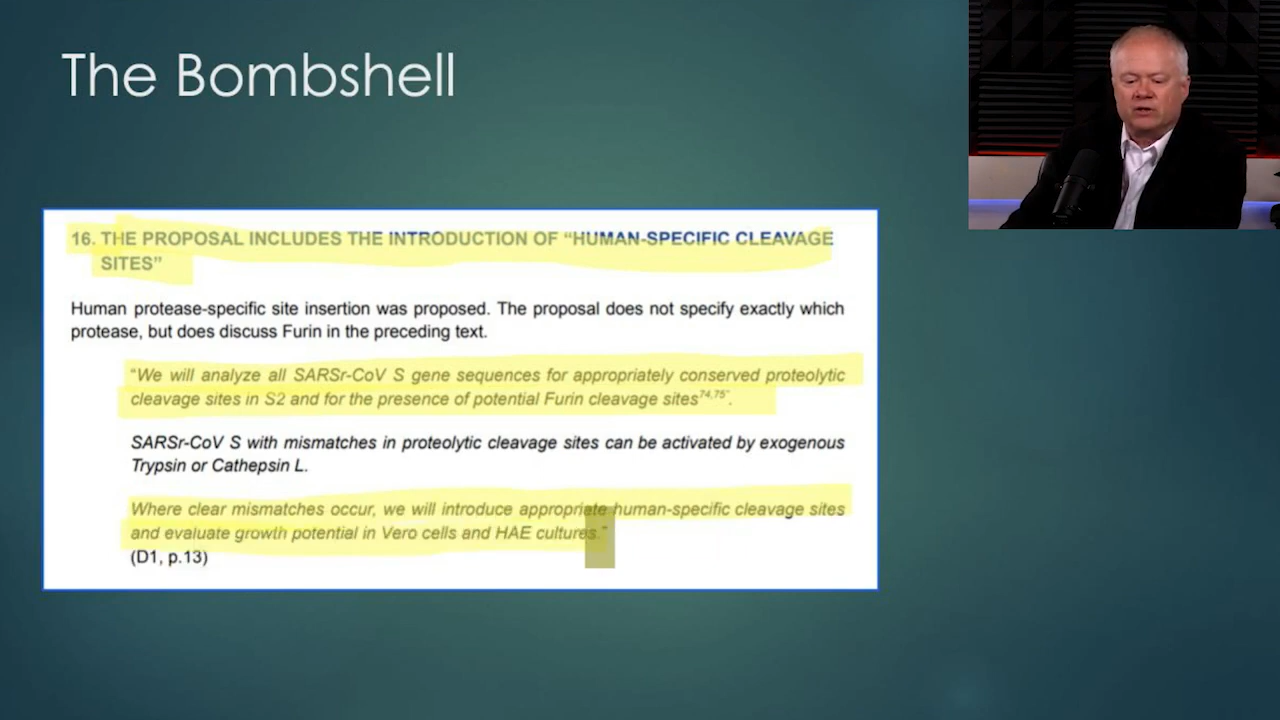 The Bombshell
16. THE PROPOSAL INCLUDES THE INTRODUCTION OF “HUMAN-SPECIFIC CLEAVAGE
SITES”
Human protease-specific site insertion was proposed. The proposal does not specify exactly which
protease, but does discuss Furin in the preceding text.
“We will analyze all SARSr-CoV S gene sequences for appropriately conserved proteolytic
cleavage sites in S2 and for the presence of potential Furin cleavage sites74,75”.
SARSr-CoV S with mismatches in proteolytic cleavage sites can be activated by exogenous
Trypsin or Cathepsin L.
Where clear mismatches occur, we will introduce appropriate human-specific cleavage sites
and evaluate growth potential in Vero cells and HAE cultures.”
(D1, p.13)